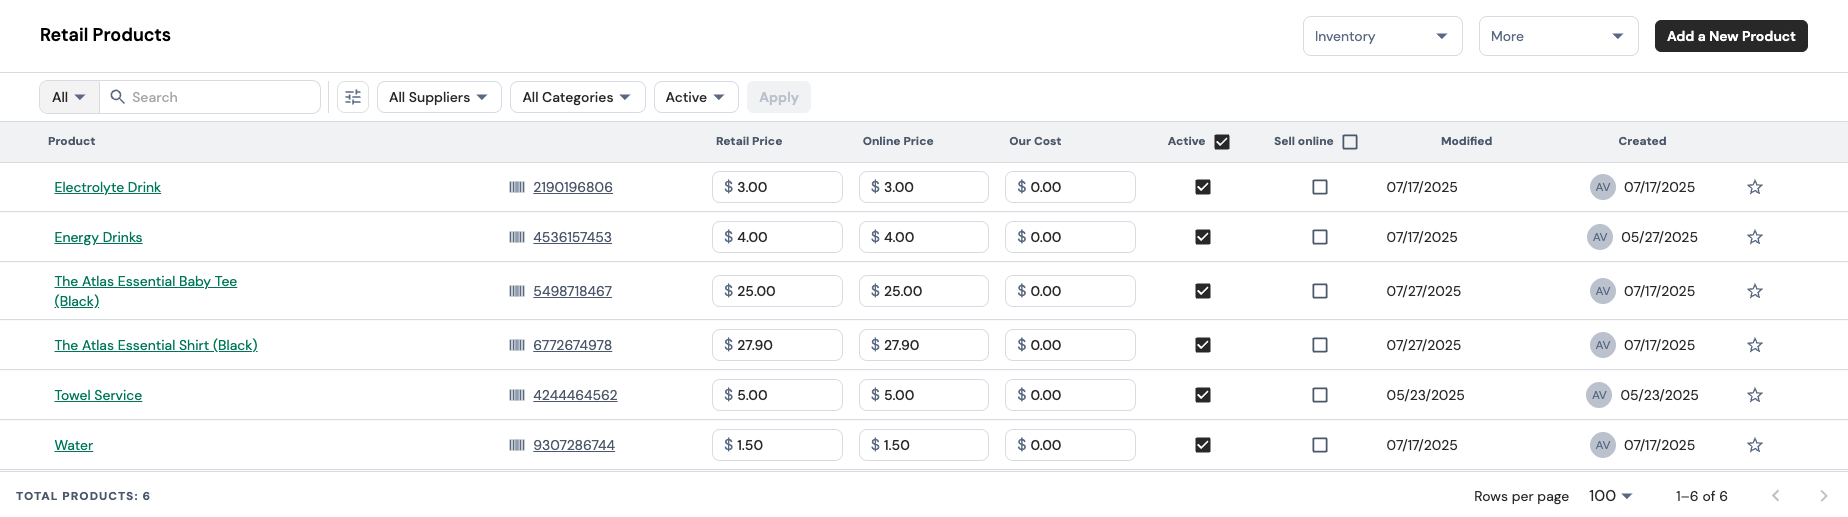 Retail Products
Inventory
More
Add a New Product
All
Search
All Suppliers
All Categories
Active
Apply
Product Retail Price Online Price Our Cost Active Sell online Modified Created
Electrolyte Drink 2190196806 $ 3.00 $ 3.00 $ 0.00 07/17/2025 AV 07/17/2025
Energy Drinks 4536157453 $ 4.00 $ 4.00 $ 0.00 07/17/2025 AV 05/27/2025
The Atlas Essential Baby Tee
(Black) 5498718467 $ 25.00 $ 25.00 $ 0.00 07/27/2025 AV 07/17/2025
The Atlas Essential Shirt (Black) 6772674978 $ 27.90 $ 27.90 $ 0.00 07/27/2025 AV 07/17/2025
Towel Service 4244464562 $ 5.00 $ 5.00 $ 0.00 05/23/2025 AV 05/23/2025
Water 9307286744 $ 1.50 $ 1.50 $ 0.00 07/17/2025 AV 07/17/2025
TOTAL PRODUCTS: 6 Rows per page 100 1–6 of 6